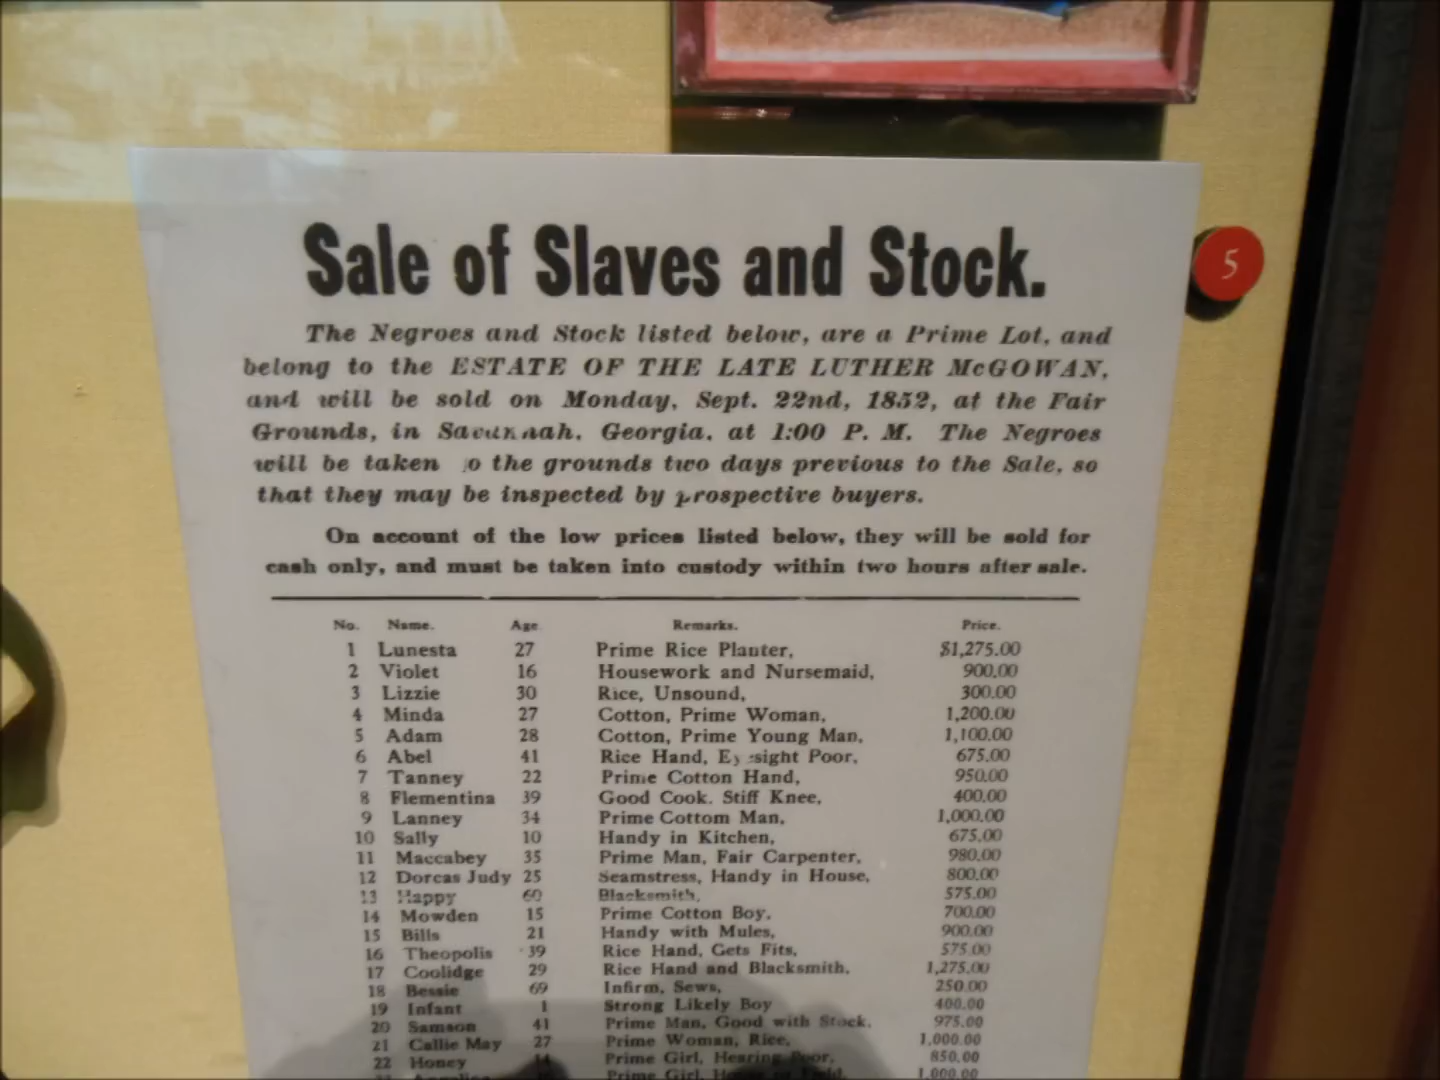 Sale of Slaves and Stock.
5
The Negroes and Stock listed below, are a Prime Lot, and
belong to the ESTATE OF THE LATE LUTHER McGOWAN,
and will be sold on Monday, Sept. 22nd, 1852, at the Fair
Grounds, in Savannah, Georgia, at 1:00 P. M. The Negroes
will be taken to the grounds two days previous to the Sale, so
that they may be inspected by prospective buyers.
On account of the low prices listed below, they will be sold for
cash only, and must be taken into custody within two hours after sale.
No. Name. Age. Remarks. Price.
1 Lunesta 27 Prime Rice Planter, $1,275.00
2 Violet 16 Housework and Nursemaid, 900.00
3 Lizzie 30 Rice, Unsound, 300.00
4 Minda 27 Cotton, Prime Woman, 1,200.00
5 Adam 28 Cotton, Prime Young Man, 1,100.00
6 Abel 41 Rice Hand, Eyesight Poor, 675.00
7 Tanney 22 Prime Cotton Hand, 950.00
8 Flementina 39 Good Cook. Stiff Knee, 400.00
9 Lanney 34 Prime Cottom Man, 1,000.00
10 Sally 10 Handy in Kitchen, 675.00
11 Maccabey 35 Prime Man, Fair Carpenter, 980.00
12 Dorcas Judy 25 Seamstress, Handy in House, 800.00
13 Happy 60 Blacksmith, 575.00
14 Mowden 15 Prime Cotton Boy, 700.00
15 Bills 21 Handy with Mules, 900.00
16 Theopolis 39 Rice Hand, Gets Fits, 575.00
17 Coolidge 29 Rice Hand and Blacksmith, 1,275.00
18 Bessie 69 Infirm, Sews, 250.00
19 Infant 1 Strong Likely Boy 400.00
20 Samson 41 Prime Man, Good with Stock, 975.00
21 Callie May 27 Prime Woman, Rice, 1,000.00
22 Honey 14 Prime Girl, Hearing Poor, 850.00
Prime Girl, House or Field, 1,000.00